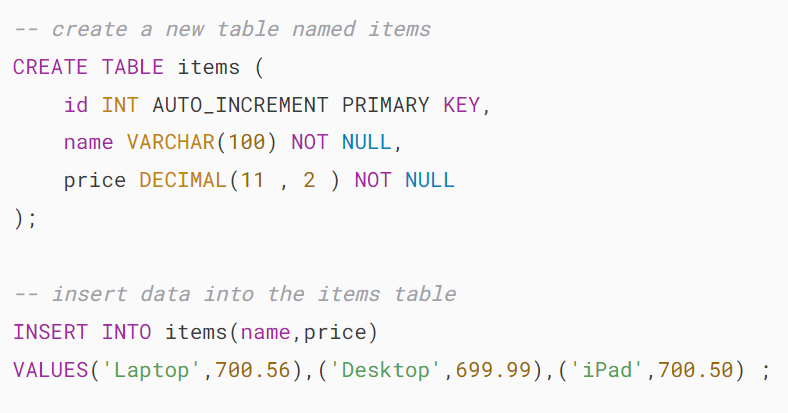 -- create a new table named items
CREATE TABLE items (
    id INT AUTO_INCREMENT PRIMARY KEY,
    name VARCHAR(100) NOT NULL,
    price DECIMAL(11 , 2 ) NOT NULL
);

-- insert data into the items table
INSERT INTO items(name,price)
VALUES('Laptop',700.56),('Desktop',699.99),('iPad',700.50) ;